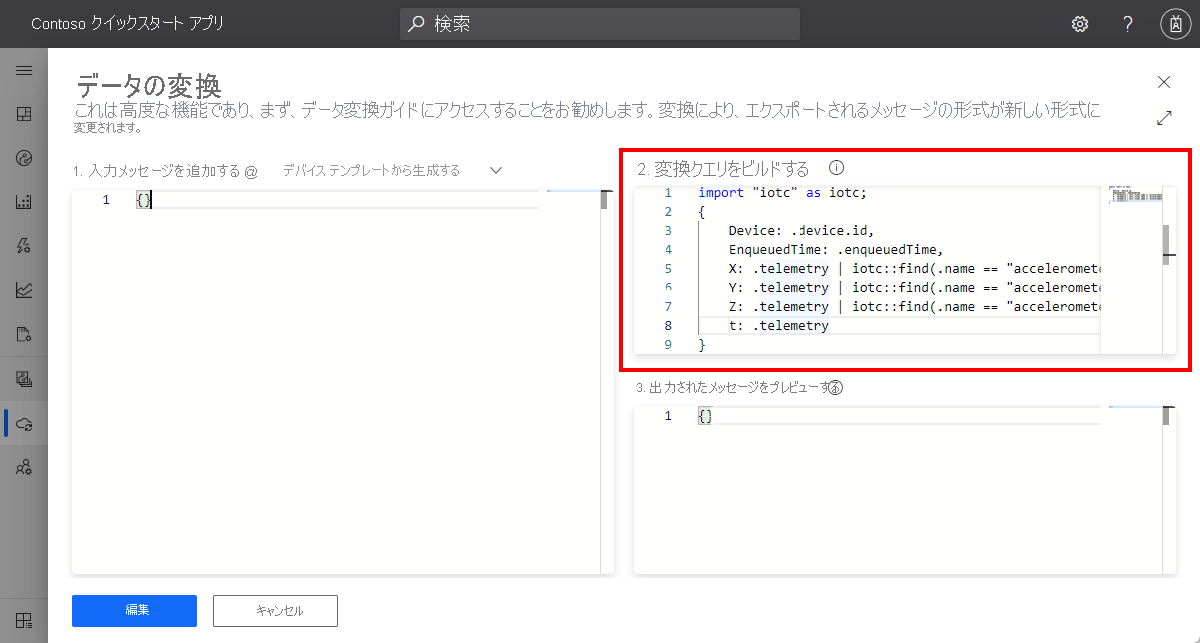 Contoso クイックスタート アプリ
検索
?
データの変換
これは高度な機能であり、まず、データ変換ガイドにアクセスすることをお勧めします。変換により、エクスポートされるメッセージの形式が新しい形式に
変更されます。
1. 入力メッセージを追加する @ デバイス テンプレートから生成する
1 {}
2. 変換クエリをビルドする
1 import "iotc" as iotc;
2 {
3 Device: .device.id,
4 EnqueuedTime: .enqueuedTime,
5 X: .telemetry | iotc::find(.name == "acceleromete
6 Y: .telemetry | iotc::find(.name == "acceleromete
7 Z: .telemetry | iotc::find(.name == "acceleromete
8 t: .telemetry
9 }
3. 出力されたメッセージをプレビューする
1 {}
編集
キャンセル